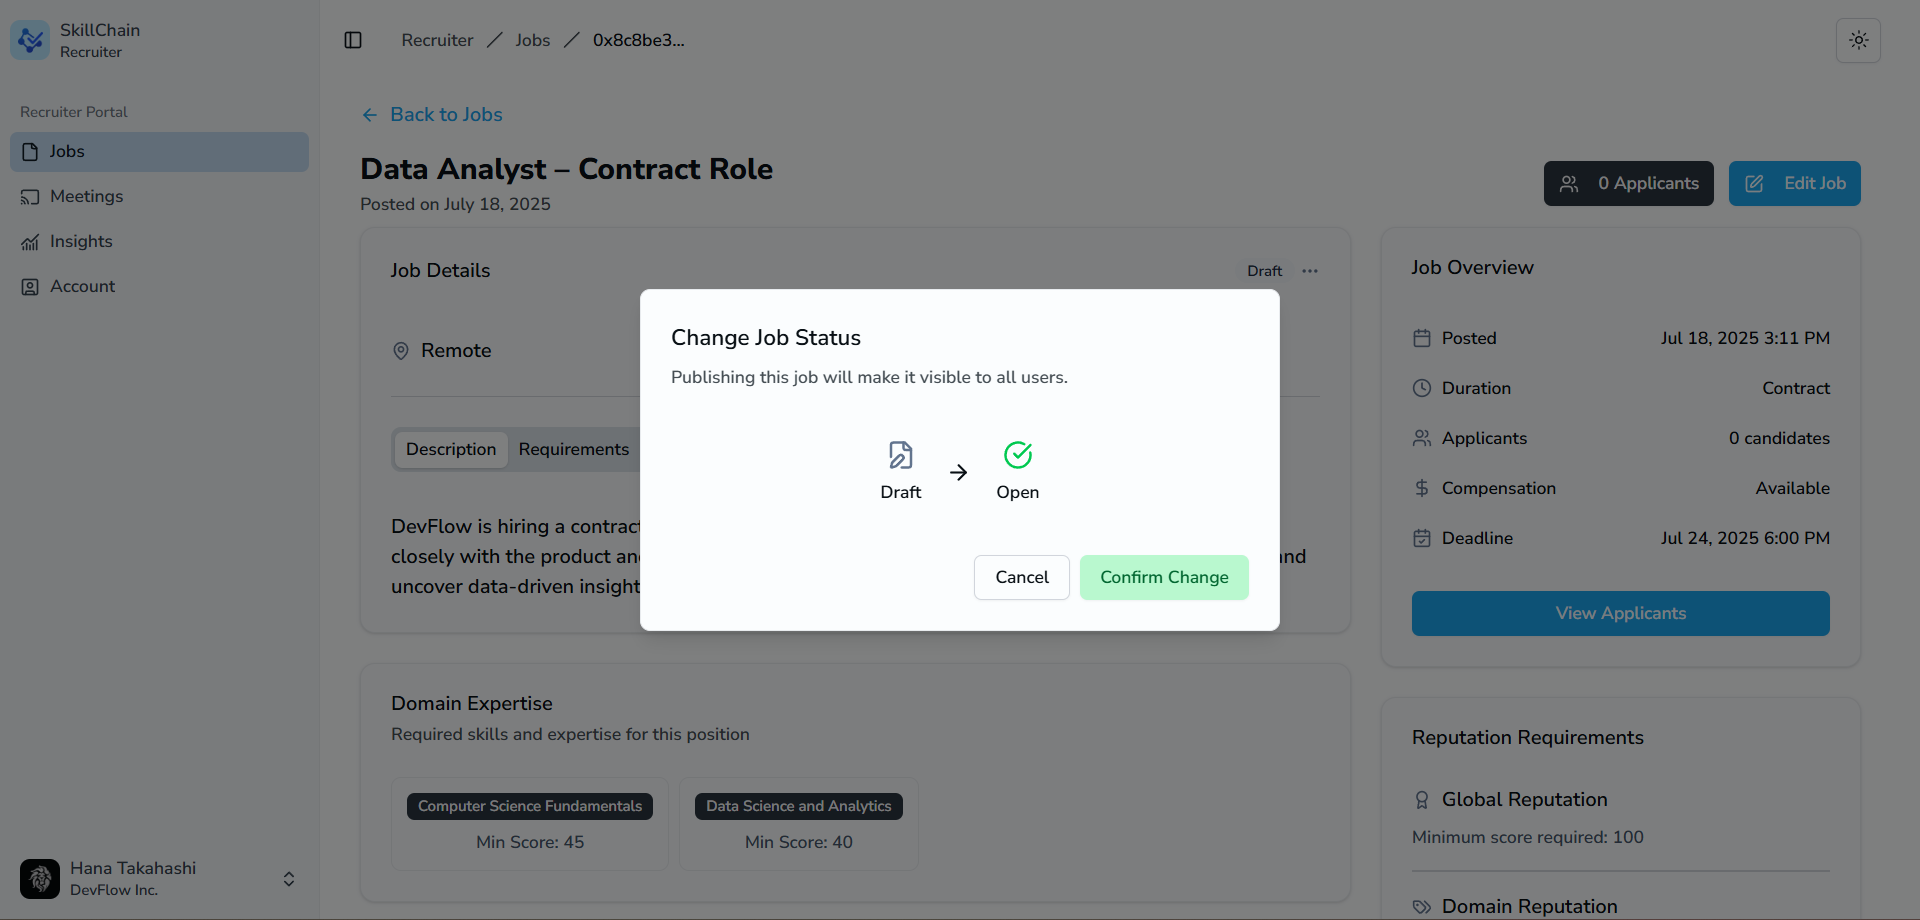 SkillChain
Recruiter
Recruiter Portal
Jobs
Meetings
Insights
Account
Hana Takahashi
DevFlow Inc.
Recruiter / Jobs / 0x8c8be3...
Back to Jobs
Data Analyst – Contract Role
Posted on July 18, 2025
0 Applicants
Edit Job
Job Details
Draft
Remote
Description
Requirements
DevFlow is hiring a contract
closely with the product and
uncover data-driven insight
Change Job Status
Publishing this job will make it visible to all users.
Draft
Open
Cancel
Confirm Change
Domain Expertise
Required skills and expertise for this position
Computer Science Fundamentals
Min Score: 45
Data Science and Analytics
Min Score: 40
Job Overview
Posted Jul 18, 2025 3:11 PM
Duration Contract
Applicants 0 candidates
Compensation Available
Deadline Jul 24, 2025 6:00 PM
View Applicants
Reputation Requirements
Global Reputation
Minimum score required: 100
Domain Reputation